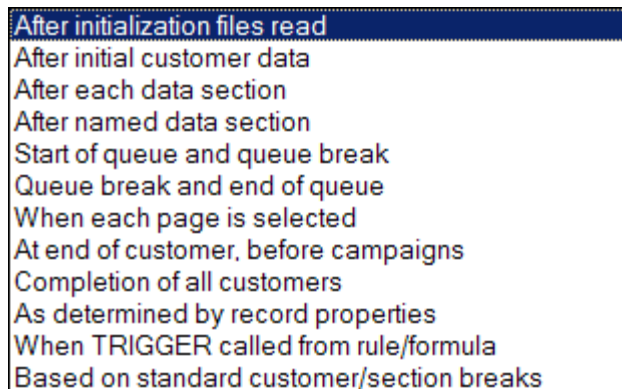 After initialization files read
After initial customer data
After each data section
After named data section
Start of queue and queue break
Queue break and end of queue
When each page is selected
At end of customer, before campaigns
Completion of all customers
As determined by record properties
When TRIGGER called from rule/formula
Based on standard customer/section breaks